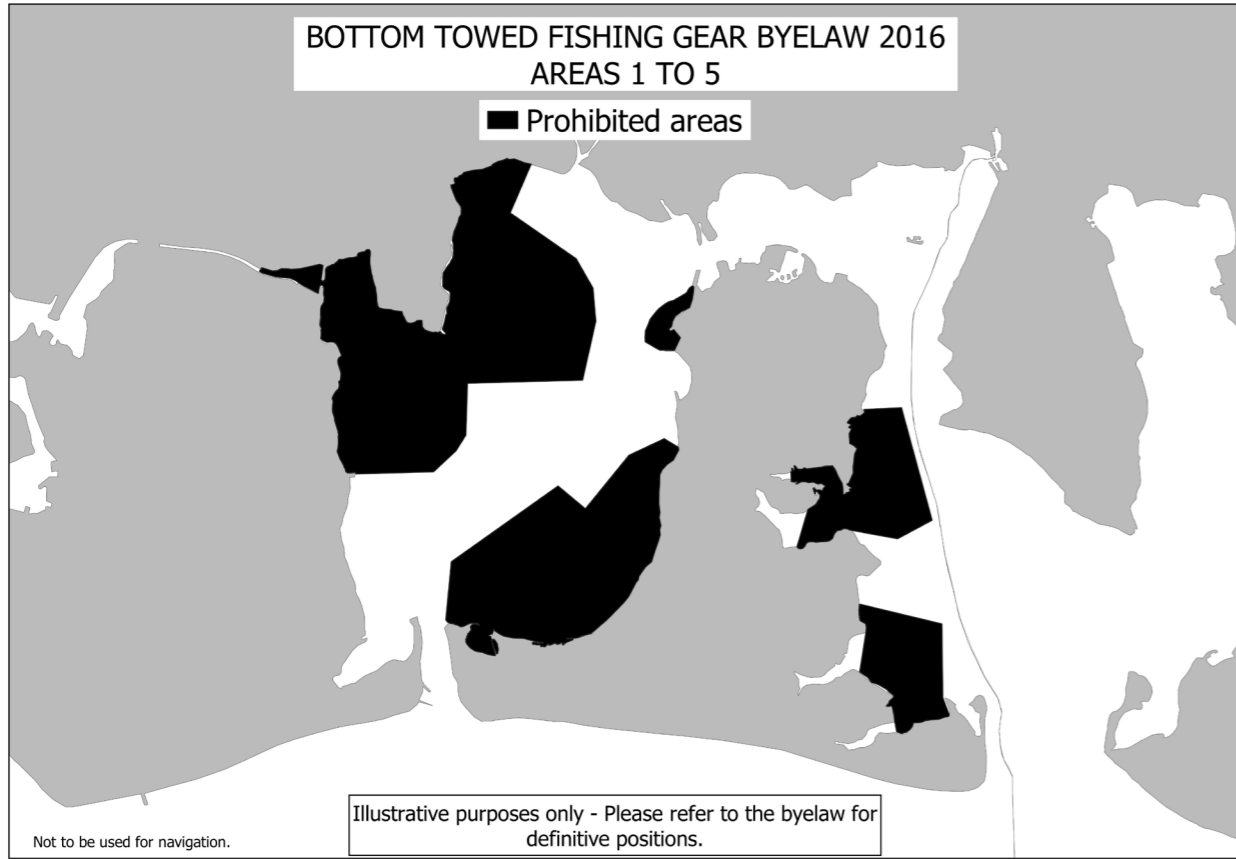 BOTTOM TOWED FISHING GEAR BYELAW 2016
AREAS 1 TO 5
Prohibited areas
Illustrative purposes only - Please refer to the byelaw for
definitive positions.
Not to be used for navigation.